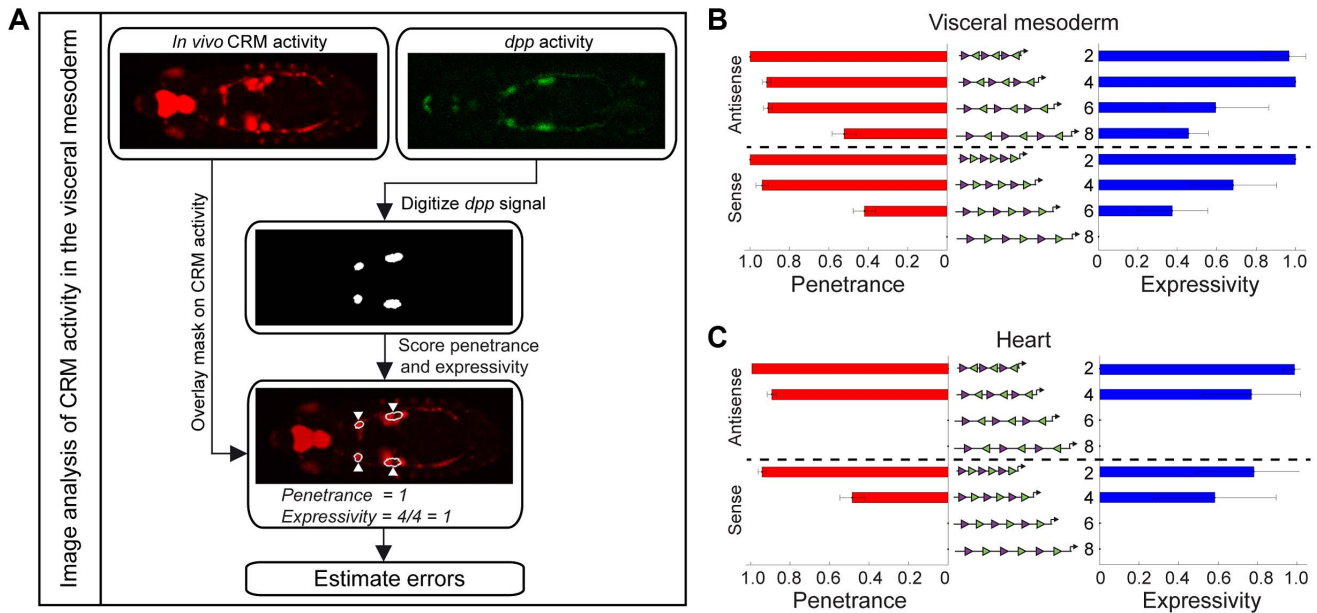 A
Image analysis of CRM activity in the visceral mesoderm
In vivo CRM activity
dpp activity
Overlay mask on CRM activity
Digitize dpp signal
Score penetrance
and expressivity
Penetrance = 1
Expressivity = 4/4 = 1
Estimate errors
B
Visceral mesoderm
Antisense
Sense
2
4
6
8
2
4
6
8
1.0 0.8 0.6 0.4 0.2 0
Penetrance
0 0.2 0.4 0.6 0.8 1.0
Expressivity
C
Heart
Antisense
Sense
2
4
6
8
2
4
6
8
1.0 0.8 0.6 0.4 0.2 0
Penetrance
0 0.2 0.4 0.6 0.8 1.0
Expressivity